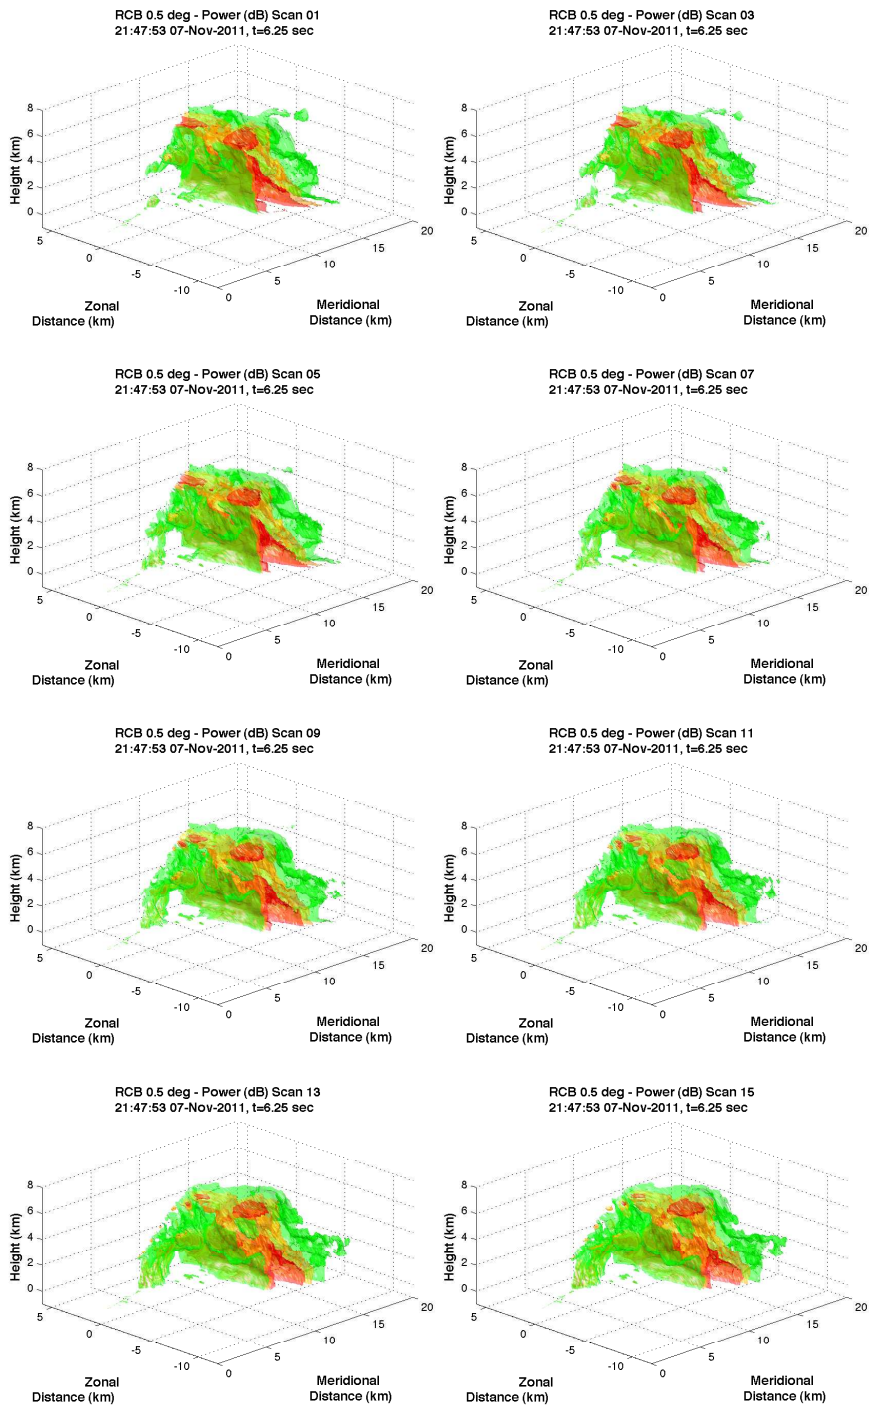 RCB 0.5 deg - Power (dB) Scan 01
21:47:53 07-Nov-2011, t=6.25 sec
8
6
4
2
0
Height (km)
5
0
-5
-10
Zonal
Distance (km)
0
5
10
15
20
Meridional
Distance (km)
RCB 0.5 deg - Power (dB) Scan 03
21:47:53 07-Nov-2011, t=6.25 sec
8
6
4
2
0
Height (km)
5
0
-5
-10
Zonal
Distance (km)
0
5
10
15
20
Meridional
Distance (km)
RCB 0.5 deg - Power (dB) Scan 05
21:47:53 07-Nov-2011, t=6.25 sec
8
6
4
2
0
Height (km)
5
0
-5
-10
Zonal
Distance (km)
0
5
10
15
20
Meridional
Distance (km)
RCB 0.5 deg - Power (dB) Scan 07
21:47:53 07-Nov-2011, t=6.25 sec
8
6
4
2
0
Height (km)
5
0
-5
-10
Zonal
Distance (km)
0
5
10
15
20
Meridional
Distance (km)
RCB 0.5 deg - Power (dB) Scan 09
21:47:53 07-Nov-2011, t=6.25 sec
8
6
4
2
0
Height (km)
5
0
-5
-10
Zonal
Distance (km)
0
5
10
15
20
Meridional
Distance (km)
RCB 0.5 deg - Power (dB) Scan 11
21:47:53 07-Nov-2011, t=6.25 sec
8
6
4
2
0
Height (km)
5
0
-5
-10
Zonal
Distance (km)
0
5
10
15
20
Meridional
Distance (km)
RCB 0.5 deg - Power (dB) Scan 13
21:47:53 07-Nov-2011, t=6.25 sec
8
6
4
2
0
Height (km)
5
0
-5
-10
Zonal
Distance (km)
0
5
10
15
20
Meridional
Distance (km)
RCB 0.5 deg - Power (dB) Scan 15
21:47:53 07-Nov-2011, t=6.25 sec
8
6
4
2
0
Height (km)
5
0
-5
-10
Zonal
Distance (km)
0
5
10
15
20
Meridional
Distance (km)